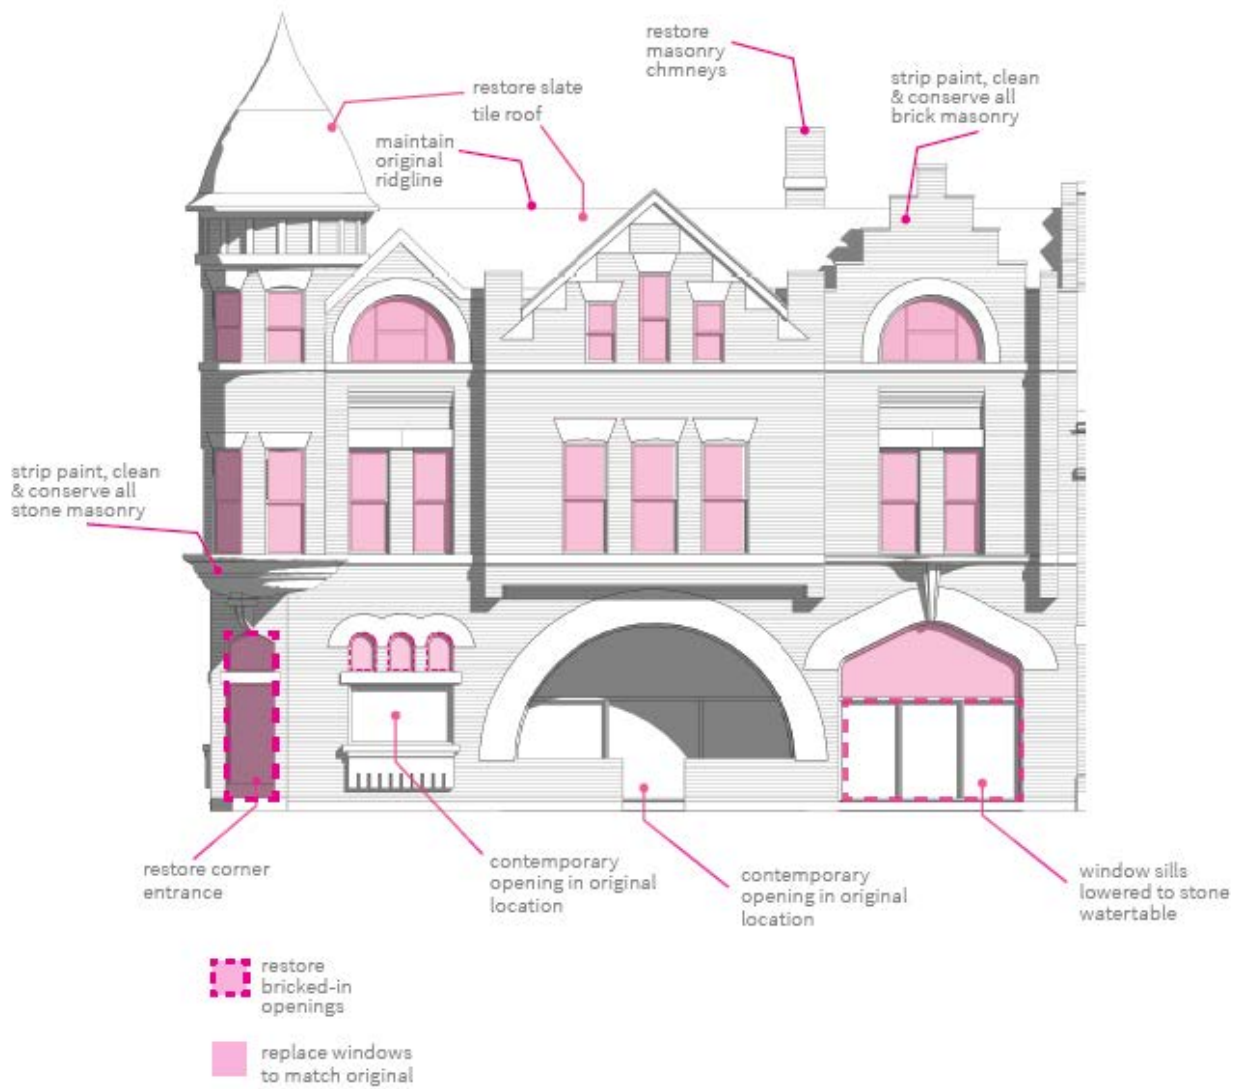 restore
masonry
chmneys
restore slate
tile roof
strip paint, clean
& conserve all
brick masonry
maintain
original
ridgline
strip paint, clean
& conserve all
stone masonry
restore corner
entrance
contemporary
opening in original
location
contemporary
opening in original
location
window sills
lowered to stone
watertable
restore
bricked-in
openings
replace windows
to match original